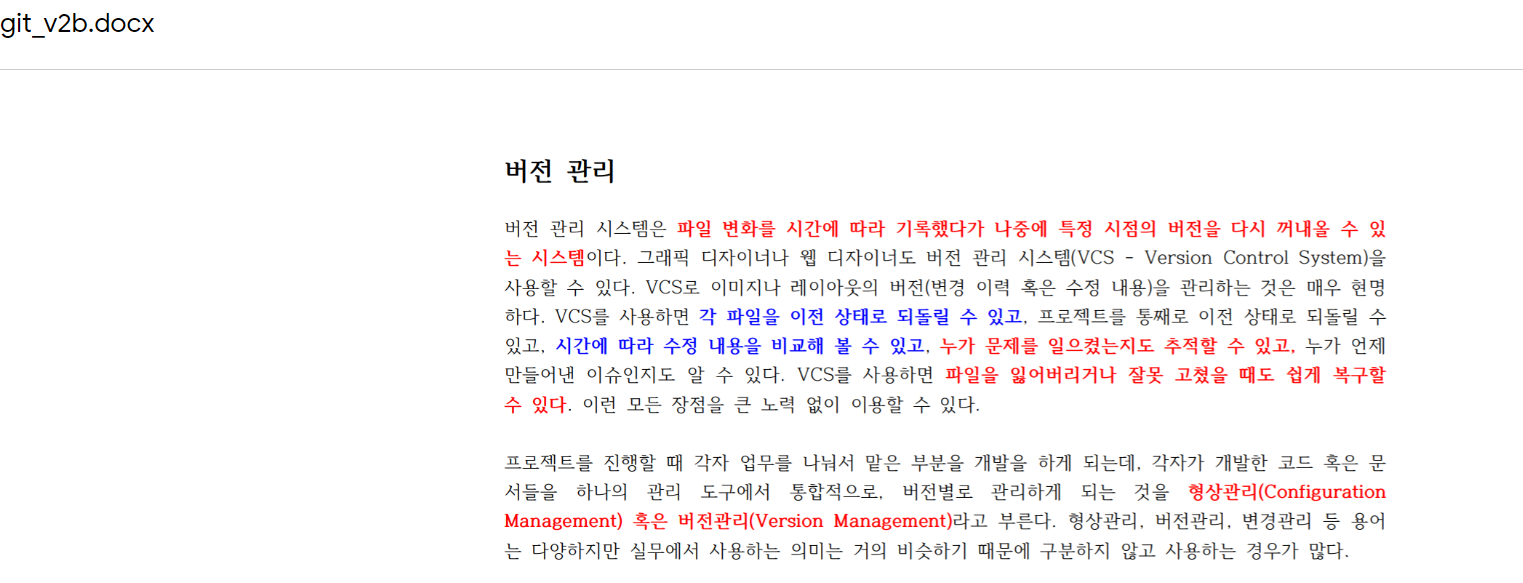 git_v2b.docx
버전 관리
버전 관리 시스템은 파일 변화를 시간에 따라 기록했다가 나중에 특정 시점의 버전을 다시 꺼내올 수 있
는 시스템이다. 그래픽 디자이너나 웹 디자이너도 버전 관리 시스템(VCS - Version Control System)을
사용할 수 있다. VCS로 이미지나 레이아웃의 버전(변경 이력 혹은 수정 내용)을 관리하는 것은 매우 현명
하다. VCS를 사용하면 각 파일을 이전 상태로 되돌릴 수 있고, 프로젝트를 통째로 이전 상태로 되돌릴 수
있고, 시간에 따라 수정 내용을 비교해 볼 수 있고, 누가 문제를 일으켰는지도 추적할 수 있고, 누가 언제
만들어낸 이슈인지도 알 수 있다. VCS를 사용하면 파일을 잃어버리거나 잘못 고쳤을 때도 쉽게 복구할
수 있다. 이런 모든 장점을 큰 노력 없이 이용할 수 있다.
프로젝트를 진행할 때 각자 업무를 나눠서 맡은 부분을 개발을 하게 되는데, 각자가 개발한 코드 혹은 문
서들을 하나의 관리 도구에서 통합적으로, 버전별로 관리하게 되는 것을 형상관리(Configuration
Management) 혹은 버전관리(Version Management)라고 부른다. 형상관리, 버전관리, 변경관리 등 용어
는 다양하지만 실무에서 사용하는 의미는 거의 비슷하기 때문에 구분하지 않고 사용하는 경우가 많다.